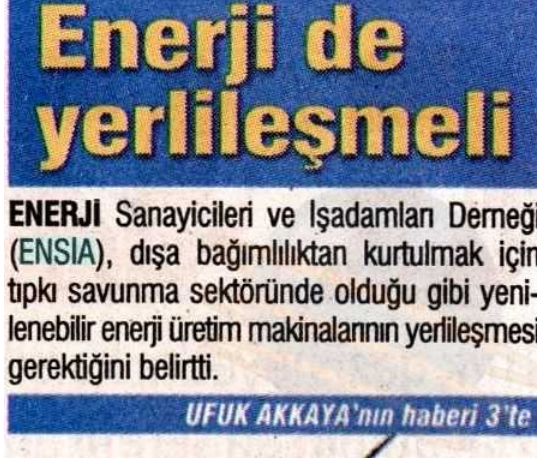 Enerji de
yerlileşmeli
ENERJİ Sanayicileri ve İşadamları Derneği
(ENSIA), dışa bağımlılıktan kurtulmak için
tıpkı savunma sektöründe olduğu gibi yeni-
lenebilir enerji üretim makinalarının yerlileşmesi
gerektiğini belirtti.
UFUK AKKAYA'nın haberi 3'te